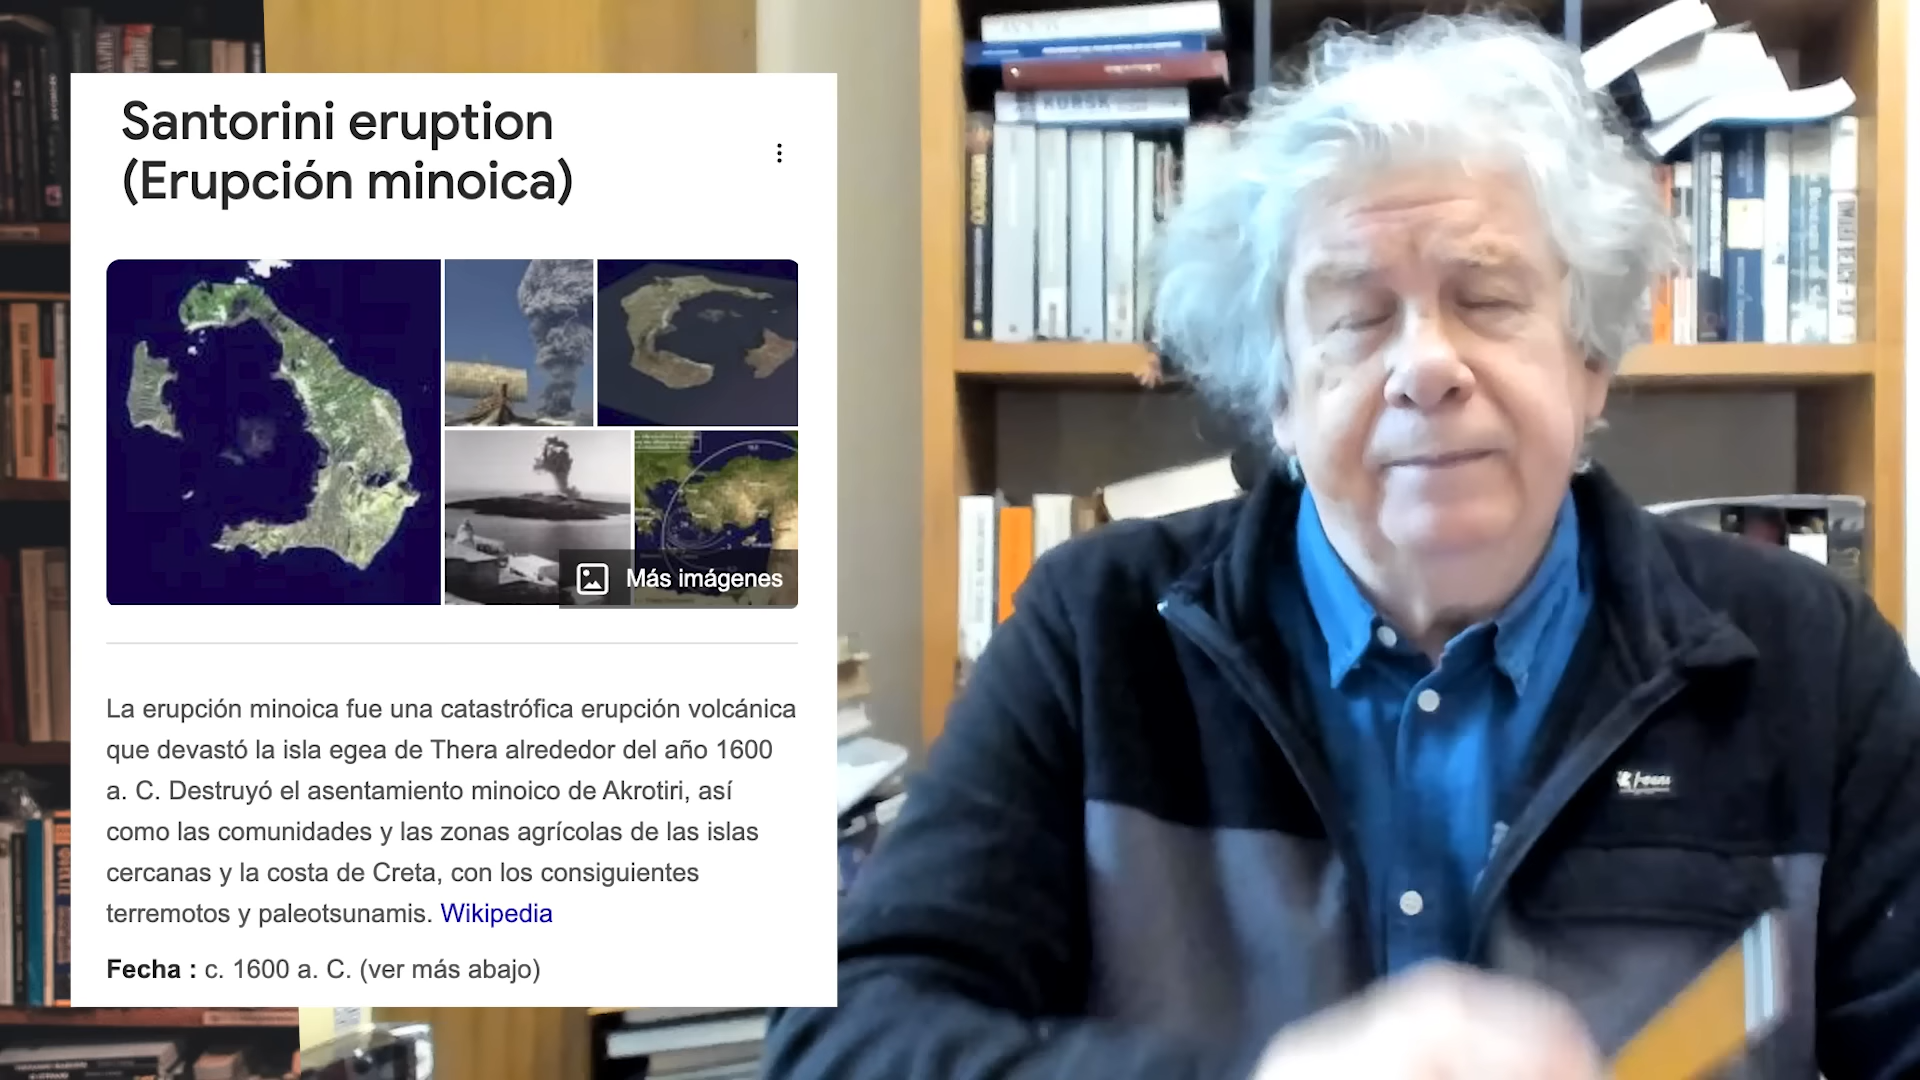 Santorini eruption
(Erupción minoica)
Más imágenes
La erupción minoica fue una catastrófica erupción volcánica
que devastó la isla egea de Thera alrededor del año 1600
a. C. Destruyó el asentamiento minoico de Akrotiri, así
como las comunidades y las zonas agrícolas de las islas
cercanas y la costa de Creta, con los consiguientes
terremotos y paleotsunamis. Wikipedia
Fecha : c. 1600 a. C. (ver más abajo)
KURSK